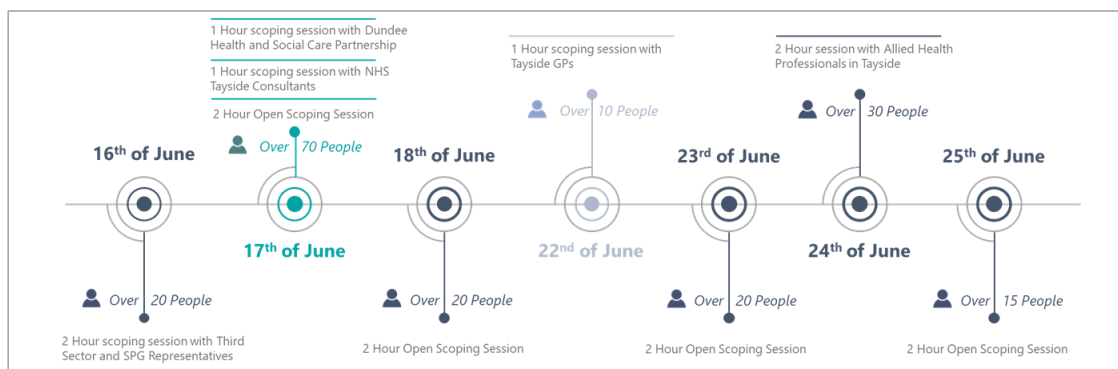 1 Hour scoping session with Dundee
Health and Social Care Partnership
1 Hour scoping session with NHS
Tayside Consultants
2 Hour Open Scoping Session
Over 70 People
1 Hour scoping session with
Tayside GPs
Over 10 People
2 Hour session with Allied Health
Professionals in Tayside
Over 30 People
16th of June
18th of June
23rd of June
25th of June
17th of June
22nd of June
24th of June
Over 20 People
2 Hour scoping session with Third
Sector and SPG Representatives
Over 20 People
2 Hour Open Scoping Session
Over 20 People
2 Hour Open Scoping Session
Over 15 People
2 Hour Open Scoping Session